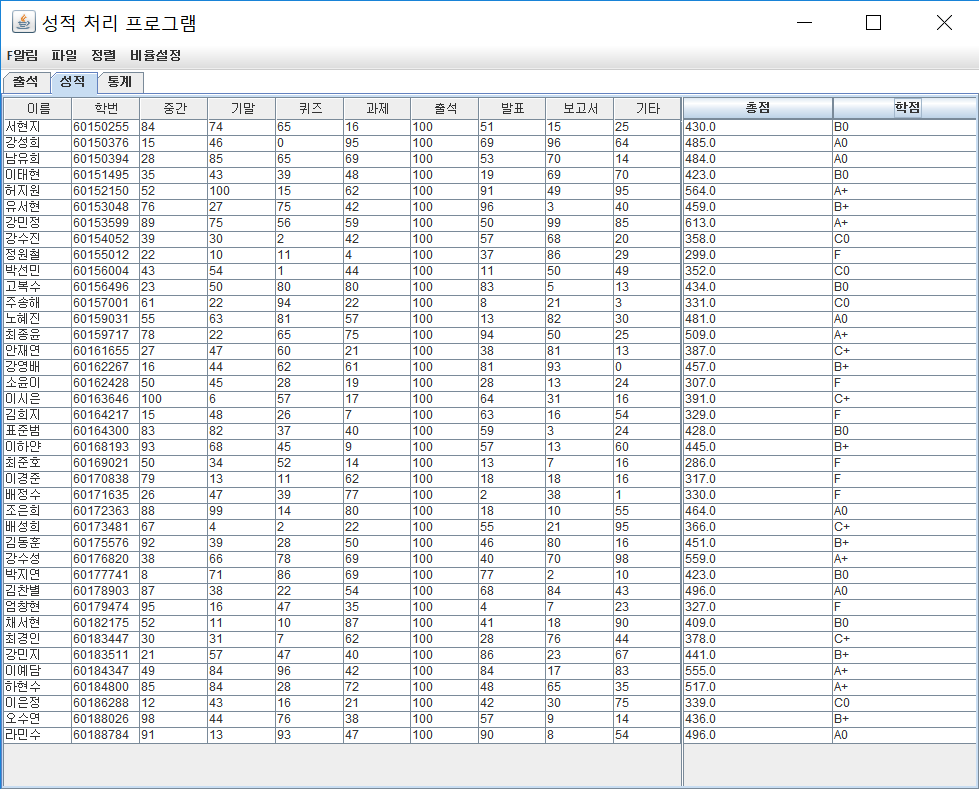 성적 처리 프로그램
F알림 파일 정렬 비율설정
출석 성적 통계
이름 학번 중간 기말 퀴즈 과제 출석 발표 보고서 기타 총점 학점
서현지 60150255 84 74 65 16 100 51 15 25 430.0 B0
강성희 60150376 15 46 0 95 100 69 96 64 485.0 A0
남유희 60150394 28 85 65 69 100 53 70 14 484.0 A0
이태현 60151495 35 43 39 48 100 19 69 70 423.0 B0
허지원 60152150 52 100 15 62 100 91 49 95 564.0 A+
유서현 60153048 76 27 75 42 100 96 3 40 459.0 B+
강민정 60153599 89 75 56 59 100 50 99 85 613.0 A+
강수진 60154052 39 30 2 42 100 57 68 20 358.0 C0
정원철 60155012 22 10 11 4 100 37 86 29 299.0 F
박선민 60156004 43 54 1 44 100 11 50 49 352.0 C0
고복수 60156496 23 50 80 80 100 83 5 13 434.0 B0
주송해 60157001 61 22 94 22 100 8 21 3 331.0 C0
노혜진 60159031 55 63 81 57 100 13 82 30 481.0 A0
최종윤 60159717 78 22 65 75 100 94 50 25 509.0 A+
안재연 60161655 27 47 60 21 100 38 81 13 387.0 C+
강영배 60162267 16 44 62 61 100 81 93 0 457.0 B+
소윤이 60162428 50 45 28 19 100 28 13 24 307.0 F
이시은 60163646 100 6 57 17 100 64 31 16 391.0 C+
김희지 60164217 15 48 26 7 100 63 16 54 329.0 F
표준범 60164300 83 82 37 40 100 59 3 24 428.0 B0
이하얀 60168193 93 68 45 9 100 57 13 60 445.0 B+
최준호 60169021 50 34 52 14 100 13 7 16 286.0 F
이경준 60170838 79 13 11 62 100 18 18 16 317.0 F
배정수 60171635 26 47 39 77 100 2 38 1 330.0 F
조은희 60172363 88 99 14 80 100 18 10 55 464.0 A0
배성희 60173481 67 4 2 22 100 55 21 95 366.0 C+
김동훈 60175576 92 39 28 50 100 46 80 16 451.0 B+
강수성 60176820 38 66 78 69 100 40 70 98 559.0 A+
박지연 60177741 8 71 86 69 100 77 2 10 423.0 B0
김찬별 60178903 87 38 22 54 100 68 84 43 496.0 A0
엄창현 60179474 95 16 47 35 100 4 7 23 327.0 F
채서현 60182175 52 11 10 87 100 41 18 90 409.0 B0
최경인 60183447 30 31 7 62 100 28 76 44 378.0 C+
강민지 60183511 21 57 47 40 100 86 23 67 441.0 B+
이예담 60184347 49 84 96 42 100 84 17 83 555.0 A+
하현수 60184800 85 84 28 72 100 48 65 35 517.0 A+
이은정 60186288 12 43 16 21 100 42 30 75 339.0 C0
오수연 60188026 98 44 76 38 100 57 9 14 436.0 B+
라민수 60188784 91 13 93 47 100 90 8 54 496.0 A0